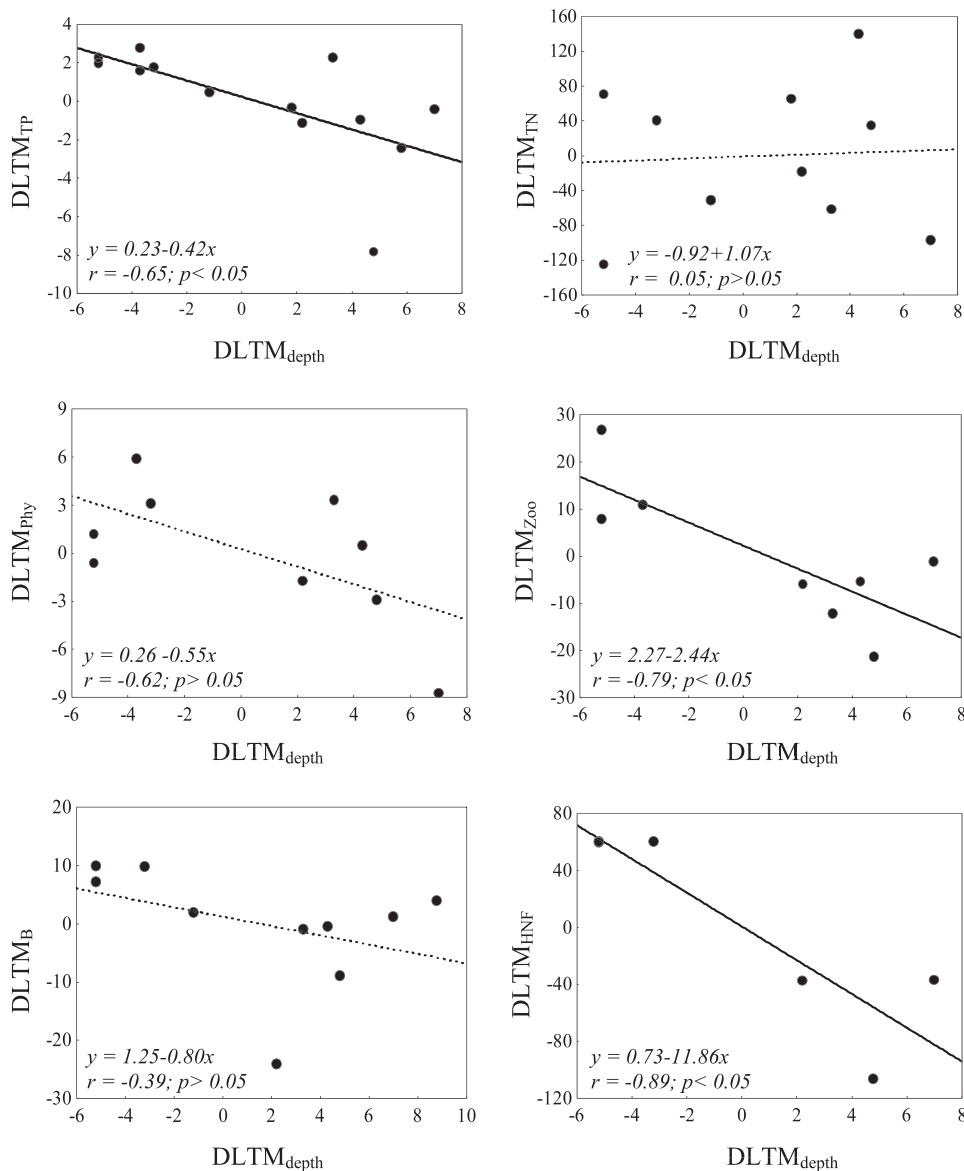 4
2
0
-2
-4
-6
-8
-10
-6 -4 -2 0 2 4 6 8
DLTM_TP
y = 0.23-0.42x
r = -0.65; p< 0.05
DLTM_depth
160
120
80
40
0
-40
-80
-120
160
-6 -4 -2 0 2 4 6 8
DLTM_TN
y = -0.92+1.07x
r = 0.05; p>0.05
DLTM_depth
9
6
3
0
-3
-6
-9
-6 -4 -2 0 2 4 6 8
DLTM_Phy
y = 0.26 -0.55x
r = -0.62; p> 0.05
DLTM_depth
30
20
10
0
-10
-20
-30
-6 -4 -2 0 2 4 6 8
DLTM_Zoo
y = 2.27-2.44x
r = -0.79; p< 0.05
DLTM_depth
20
10
0
-10
-20
-30
-6 -4 -2 0 2 4 6 8 10
DLTM_B
y = 1.25-0.80x
r = -0.39; p> 0.05
DLTM_depth
80
40
0
-40
-80
-120
-6 -4 -2 0 2 4 6 8
DLTM_HNF
y = 0.73-11.86x
r = -0.89; p< 0.05
DLTM_depth